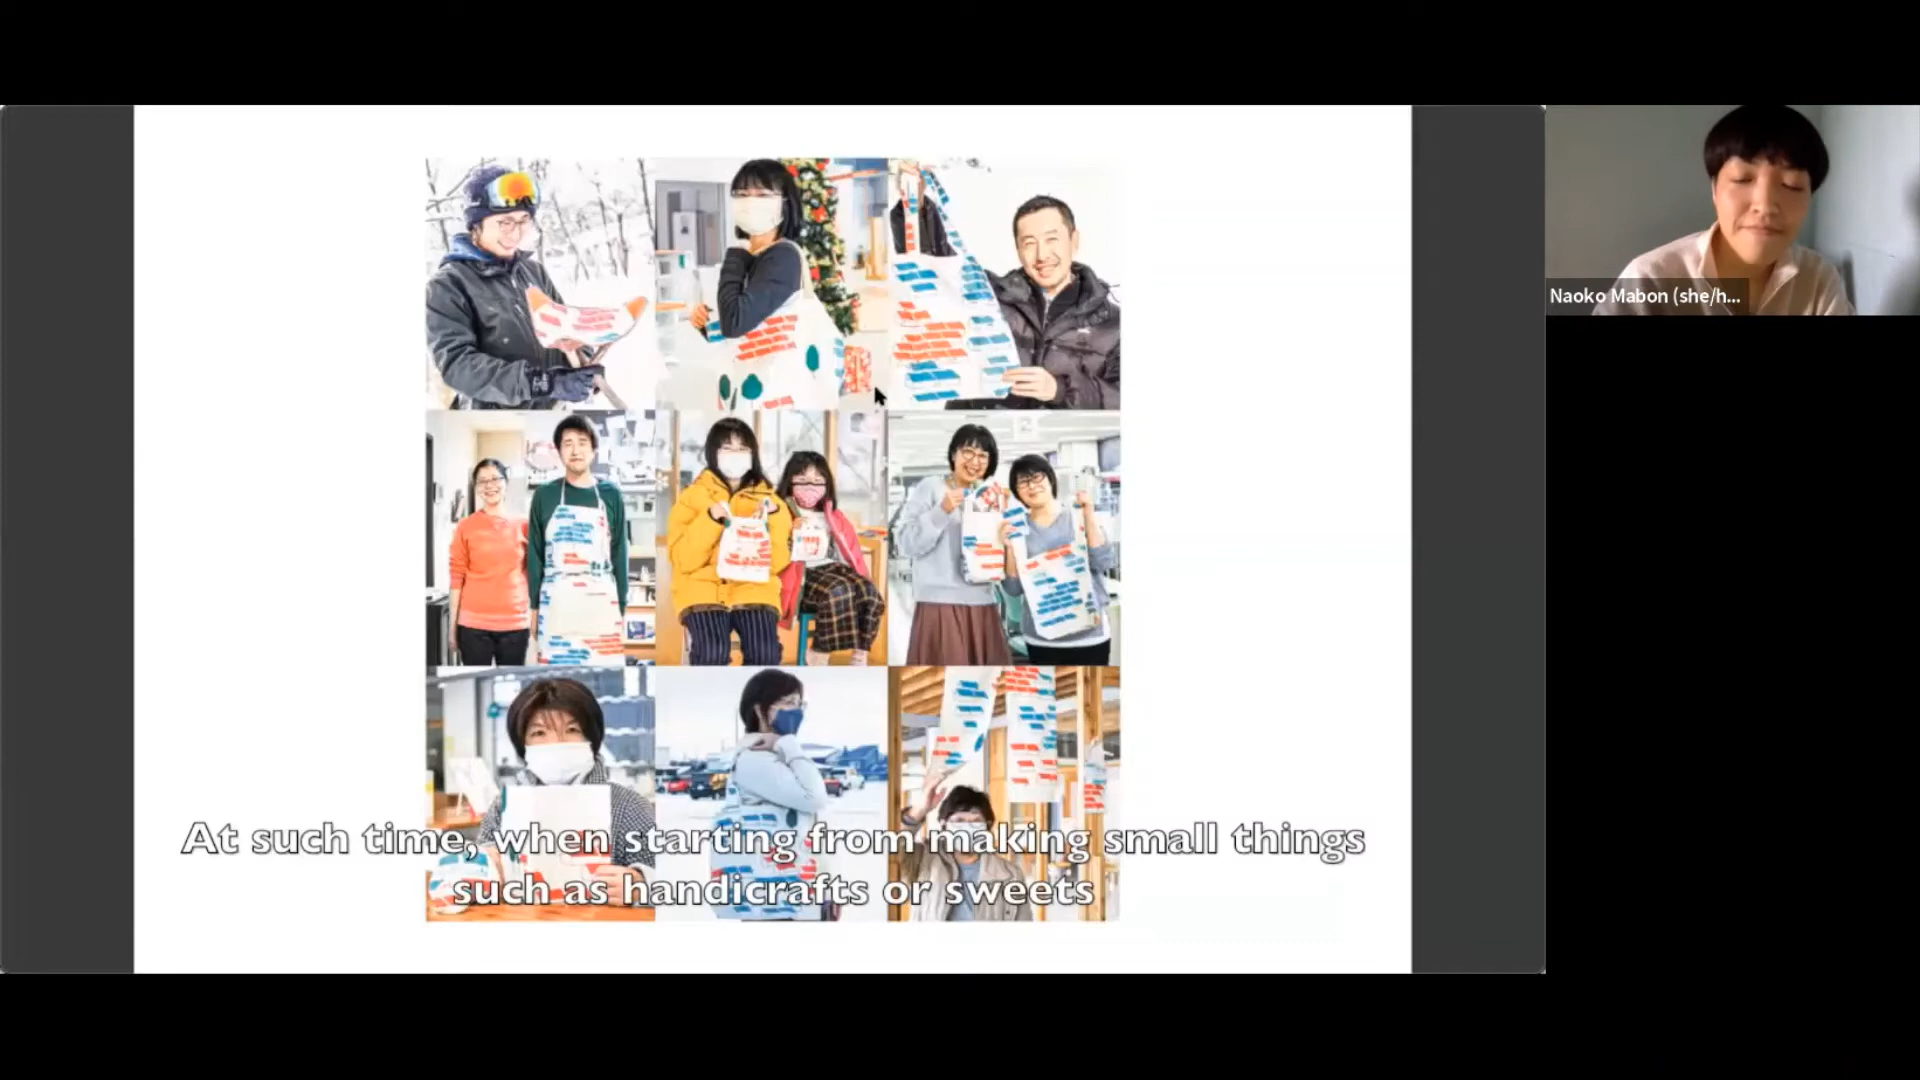 Naoko Mabon (she/h...
At such time, when starting from making small things
such as handicrafts or sweets